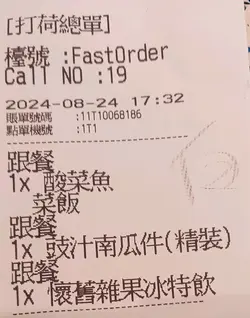 [打荷總單]
檯號 :FastOrder
Call NO :19
2024-08-24 17:32
賬單號碼 :11T10068186
點單機號 :1T1
跟餐
1x 酸菜魚
菜飯
跟餐
1x 豉汁南瓜件(精裝)
跟餐
1x 懷舊雜果冰特飲
2